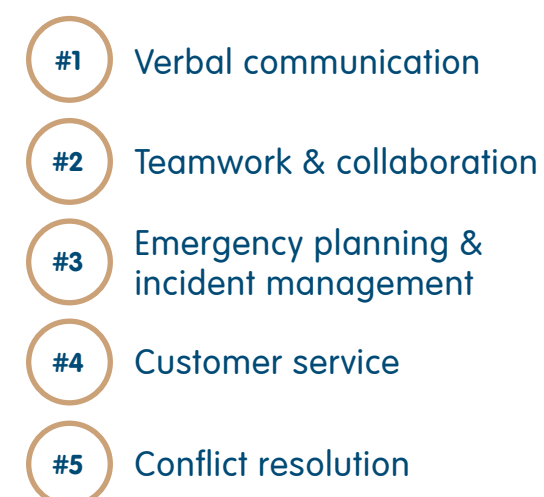 #1 Verbal communication
#2 Teamwork & collaboration
#3 Emergency planning &
incident management
#4 Customer service
#5 Conflict resolution